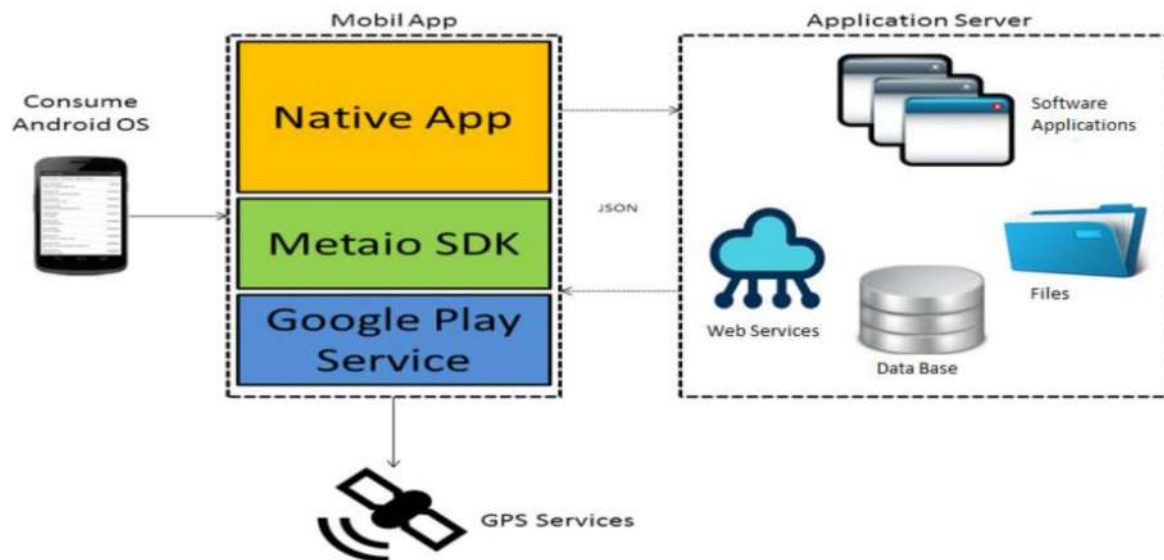 Mobil App
Application Server
Consume
Android OS
Native App
Metaio SDK
Google Play
Service
JSON
Software
Applications
Web Services
Data Base
Files
GPS Services